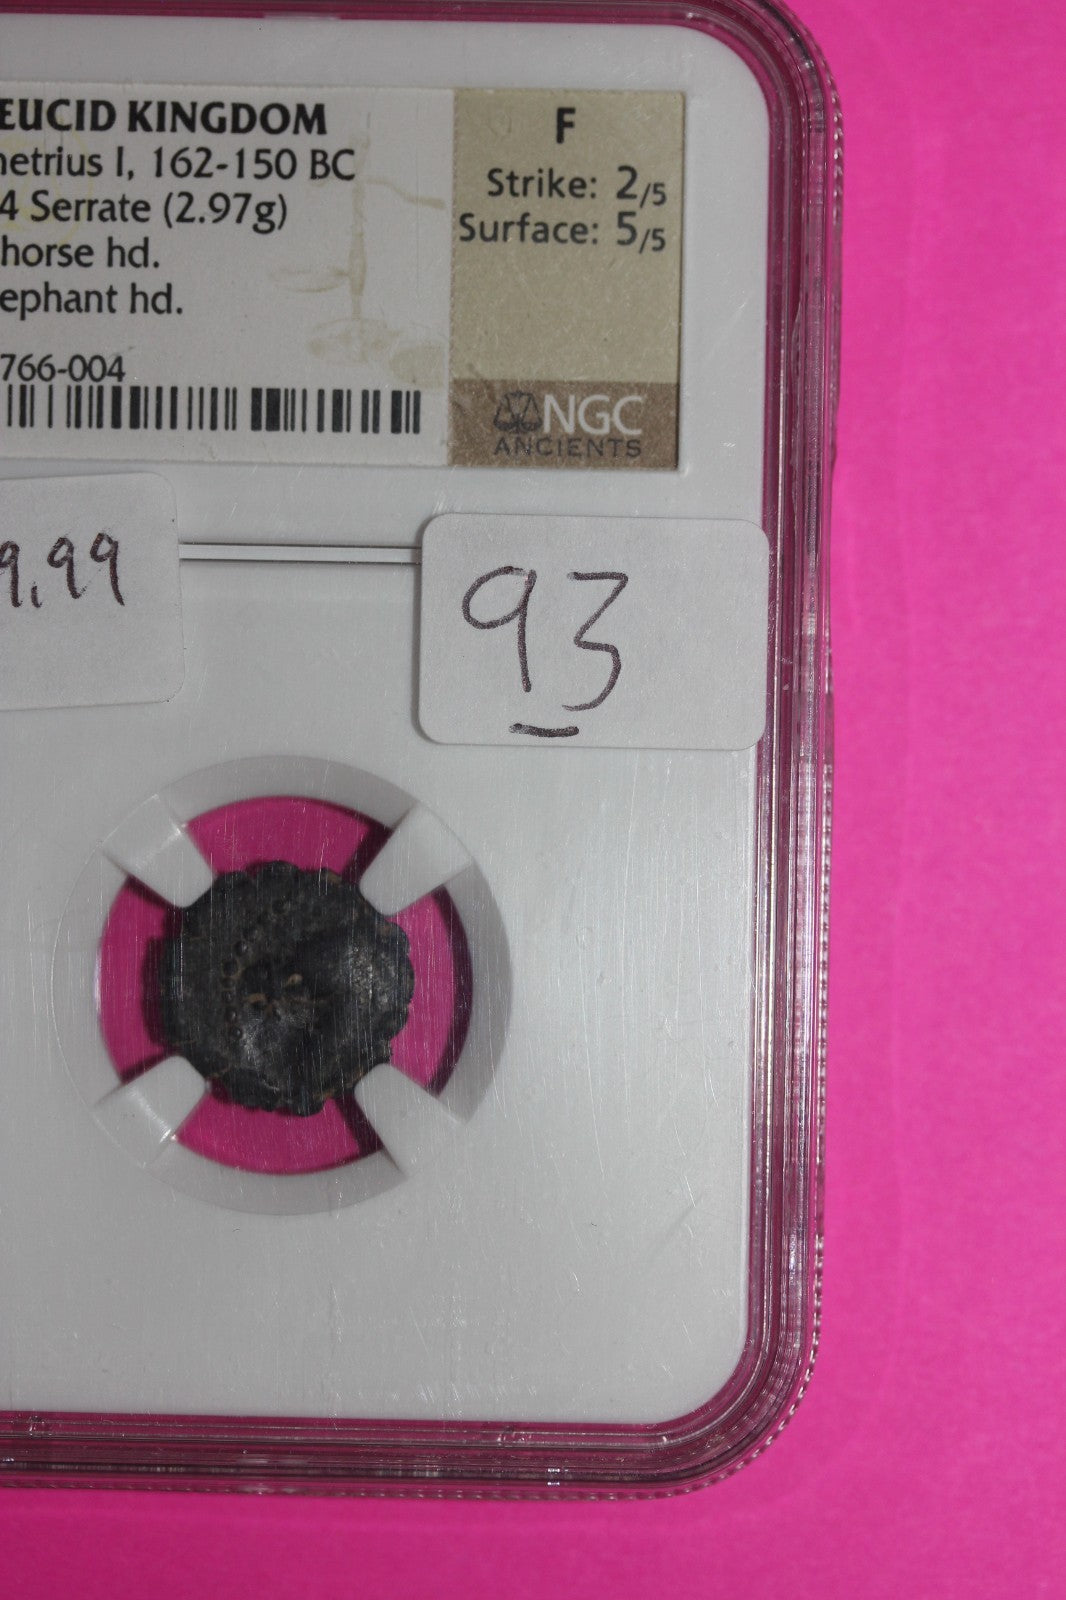 EUCID KINGDOM
netrius I, 162-150 BC
4 Serrate (2.97g)
horse hd.
ephant hd.
766-004
F
Strike: 2/5
Surface: 5/5
NGC
ANCIENTS
9.99
93